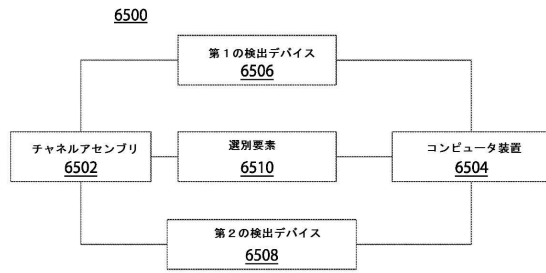 6500
第1の検出デバイス
6506
チャネルアセンブリ
6502
選別要素
6510
コンピュータ装置
6504
第2の検出デバイス
6508